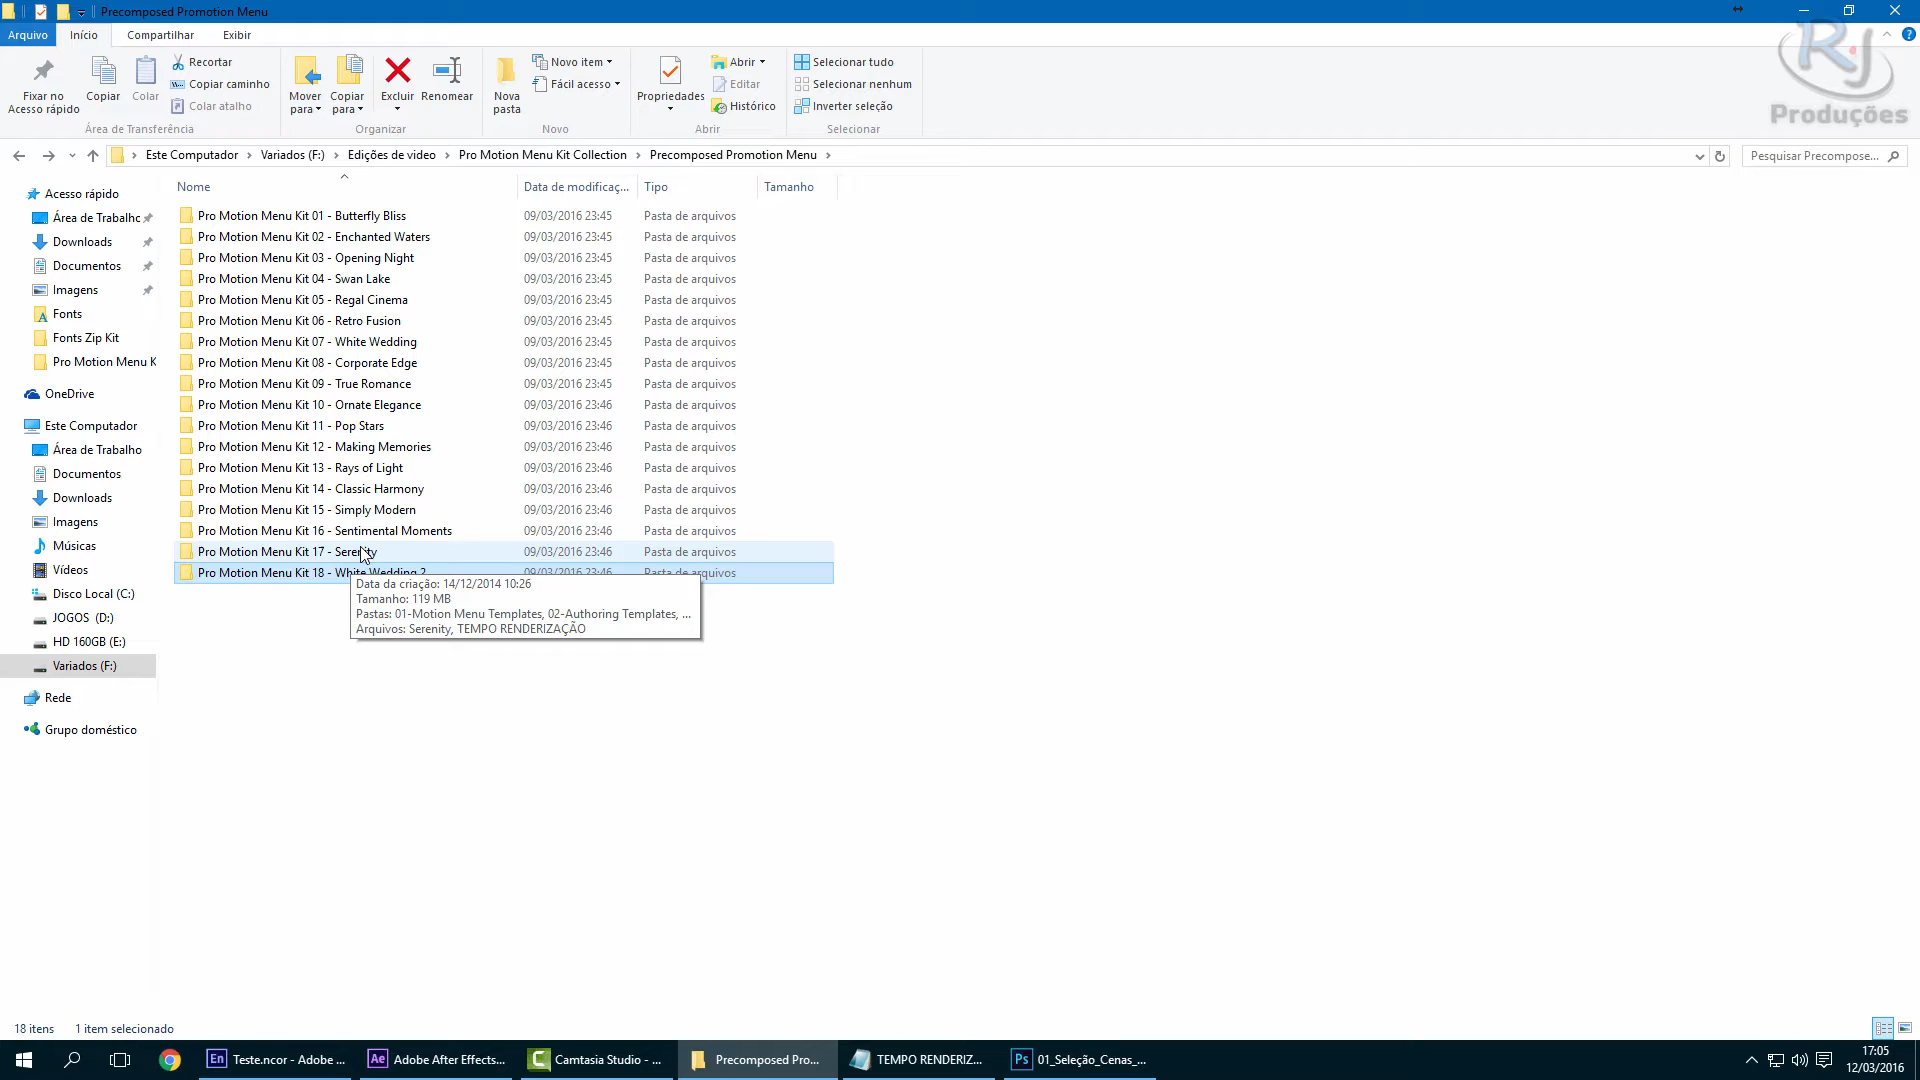 Precomposed Promotion Menu
Arquivo Início Compartilhar Exibir
Fixar no Acesso rápido
Copiar
Colar
Recortar
Copiar caminho
Colar atalho
Área de Transferência
Mover para
Copiar para
Excluir
Renomear
Organizar
Nova pasta
Novo item
Fácil acesso
Novo
Propriedades
Abrir
Editar
Histórico
Abrir
Selecionar tudo
Selecionar nenhum
Inverter seleção
Selecionar
RJ
Produções
Este Computador Variados (F:) Edições de video Pro Motion Menu Kit Collection Precomposed Promotion Menu
Pesquisar Precompose...
Acesso rápido
Área de Trabalho
Downloads
Documentos
Imagens
Fonts
Fonts Zip Kit
Pro Motion Menu K
OneDrive
Este Computador
Área de Trabalho
Documentos
Downloads
Imagens
Músicas
Vídeos
Disco Local (C:)
JOGOS (D:)
HD 160GB (E:)
Variados (F:)
Rede
Grupo doméstico
Nome Data de modificaç... Tipo Tamanho
Pro Motion Menu Kit 01 - Butterfly Bliss 09/03/2016 23:45 Pasta de arquivos
Pro Motion Menu Kit 02 - Enchanted Waters 09/03/2016 23:45 Pasta de arquivos
Pro Motion Menu Kit 03 - Opening Night 09/03/2016 23:45 Pasta de arquivos
Pro Motion Menu Kit 04 - Swan Lake 09/03/2016 23:45 Pasta de arquivos
Pro Motion Menu Kit 05 - Regal Cinema 09/03/2016 23:45 Pasta de arquivos
Pro Motion Menu Kit 06 - Retro Fusion 09/03/2016 23:45 Pasta de arquivos
Pro Motion Menu Kit 07 - White Wedding 09/03/2016 23:45 Pasta de arquivos
Pro Motion Menu Kit 08 - Corporate Edge 09/03/2016 23:45 Pasta de arquivos
Pro Motion Menu Kit 09 - True Romance 09/03/2016 23:45 Pasta de arquivos
Pro Motion Menu Kit 10 - Ornate Elegance 09/03/2016 23:46 Pasta de arquivos
Pro Motion Menu Kit 11 - Pop Stars 09/03/2016 23:46 Pasta de arquivos
Pro Motion Menu Kit 12 - Making Memories 09/03/2016 23:46 Pasta de arquivos
Pro Motion Menu Kit 13 - Rays of Light 09/03/2016 23:46 Pasta de arquivos
Pro Motion Menu Kit 14 - Classic Harmony 09/03/2016 23:46 Pasta de arquivos
Pro Motion Menu Kit 15 - Simply Modern 09/03/2016 23:46 Pasta de arquivos
Pro Motion Menu Kit 16 - Sentimental Moments 09/03/2016 23:46 Pasta de arquivos
Pro Motion Menu Kit 17 - Serenity 09/03/2016 23:46 Pasta de arquivos
Pro Motion Menu Kit 18 - White Wedding 2 09/03/2016 23:46 Pasta de arquivos
Data da criação: 14/12/2014 10:26
Tamanho: 119 MB
Pastas: 01-Motion Menu Templates, 02-Authoring Templates, ...
Arquivos: Serenity, TEMPO RENDERIZAÇÃO
18 itens 1 item selecionado
En Teste.ncor - Adobe ... Ae Adobe After Effects... Camtasia Studio - ... Precomposed Pro... TEMPO RENDERIZ... Ps 01_Seleção_Cenas_...
17:05
12/03/2016